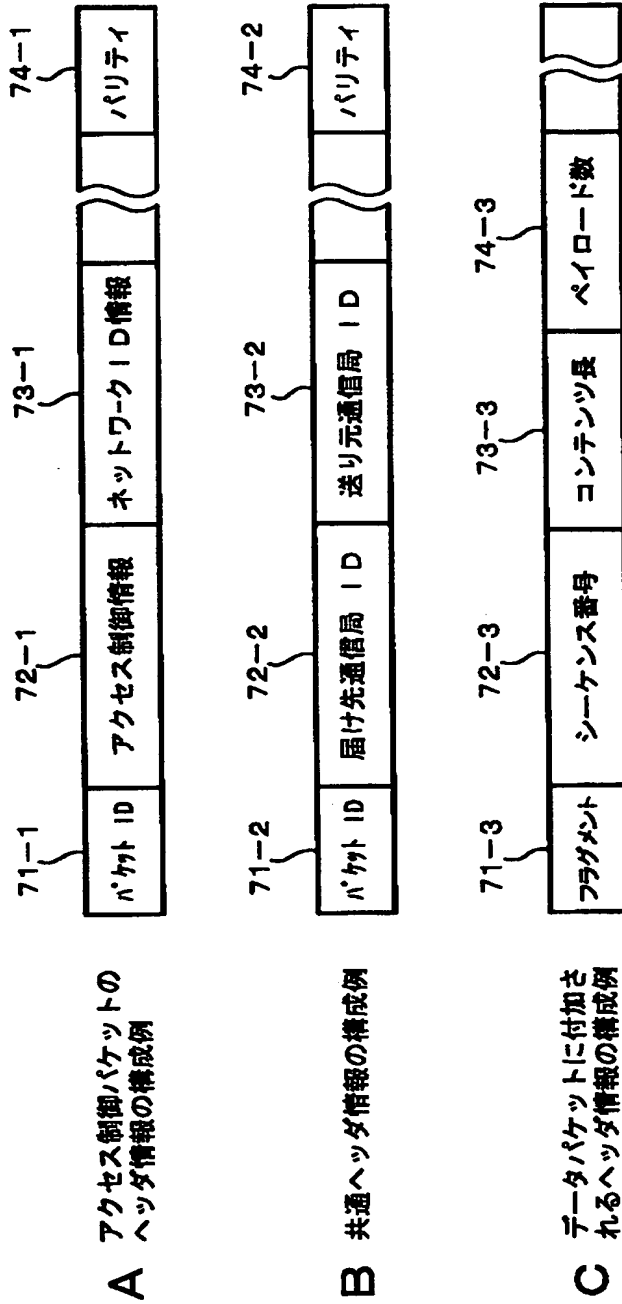 A アクセス制御パケットの
ヘッダ情報の構成例
71−1 72−1 73−1 74−1
パケット ID アクセス制御情報 ネットワークID情報 パリティ
B 共通ヘッダ情報の構成例
71−2 72−2 73−2 74−2
パケット ID 届け先通信局 ID 送り元通信局 ID パリティ
C データパケットに付加さ
れるヘッダ情報の構成例
71−3 72−3 73−3 74−3
フラグメント シーケンス番号 コンテンツ長 ペイロード数